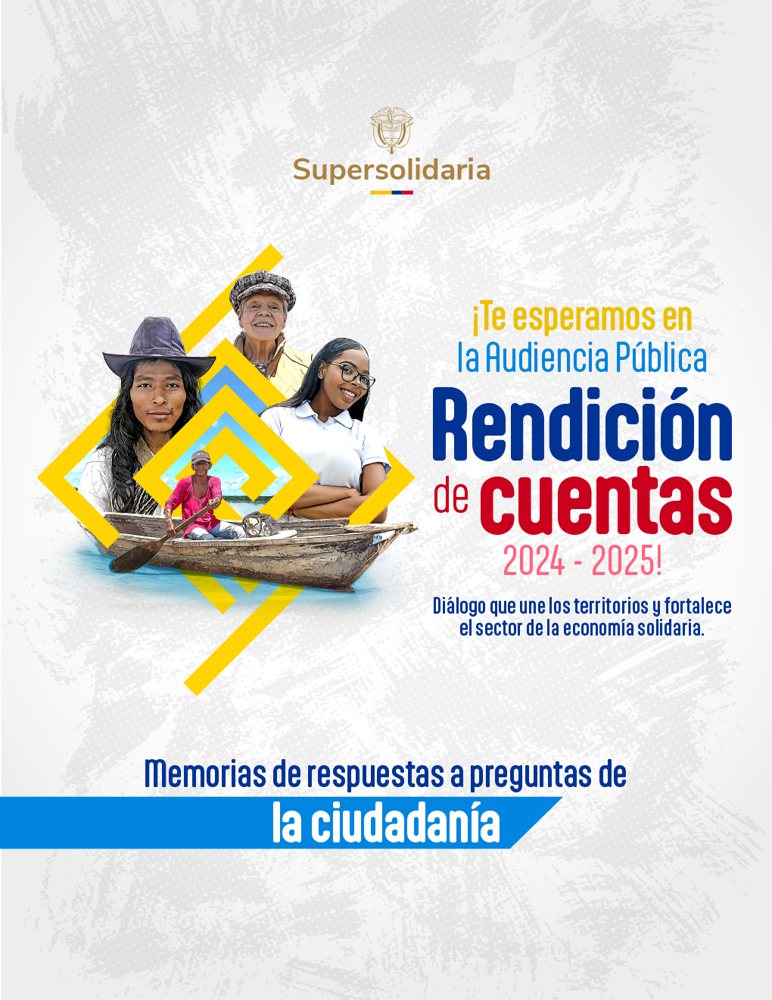 Supersolidaria
¡Te esperamos en
la Audiencia Pública
Rendición
de cuentas
2024 - 2025!
Diálogo que une los territorios y fortalece
el sector de la economía solidaria.
Memorias de respuestas a preguntas de
la ciudadanía